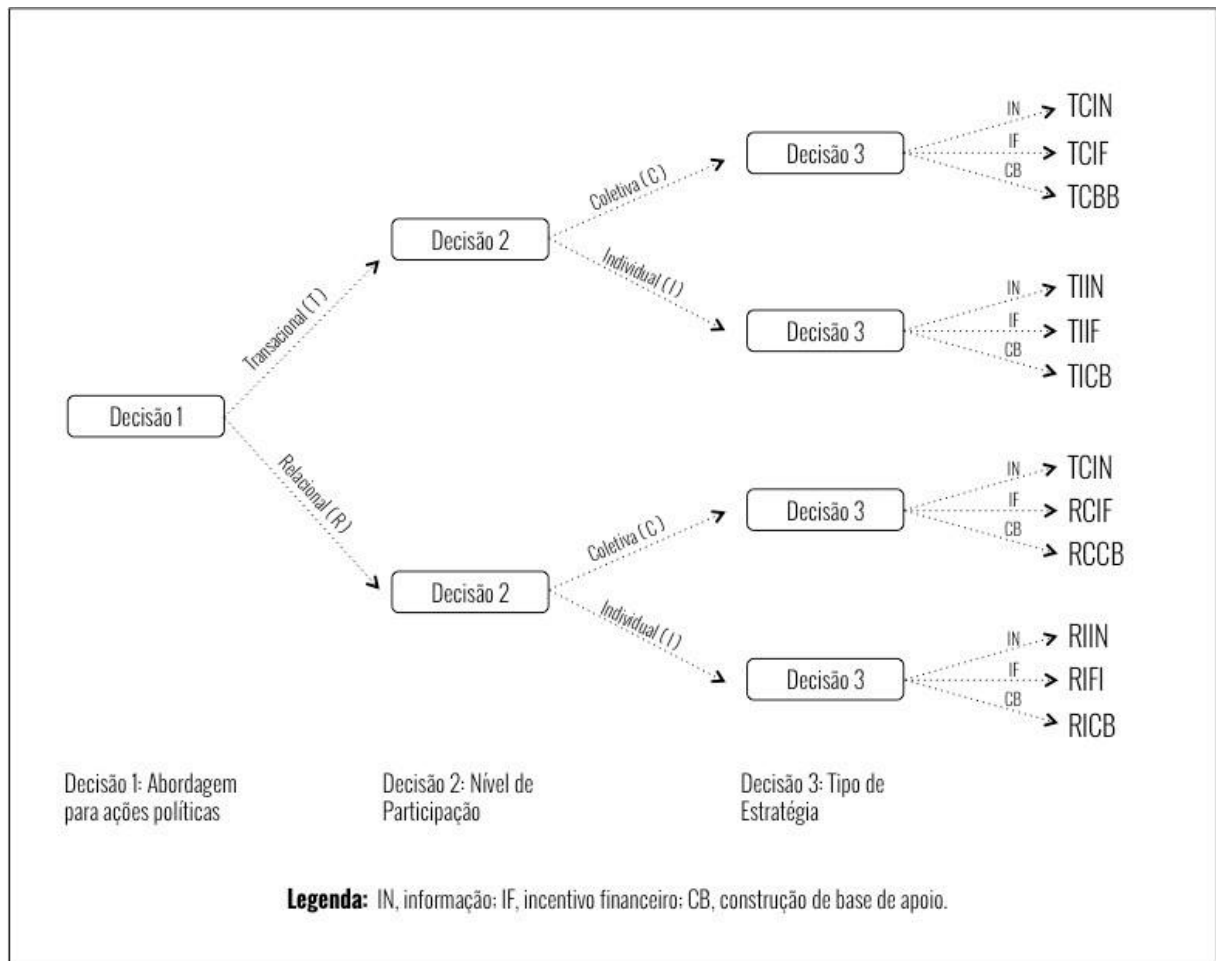 IN
TCIN
IF
Decisão 3
TCIF
CB
TCBB
Coletiva ( C )
Decisão 2
Individual ( I )
IN
TIIN
IF
Decisão 3
TIIF
CB
TICB
Transacional ( T )
Decisão 1
Relacional ( R )
IN
TCIN
IF
Decisão 3
RCIF
CB
RCCB
Coletiva ( C )
Decisão 2
Individual ( I )
IN
RIIN
IF
Decisão 3
RIFI
CB
RICB
Decisão 1: Abordagem
para ações políticas
Decisão 2: Nível de
Participação
Decisão 3: Tipo de
Estratégia
Legenda: IN, informação; IF, incentivo financeiro; CB, construção de base de apoio.